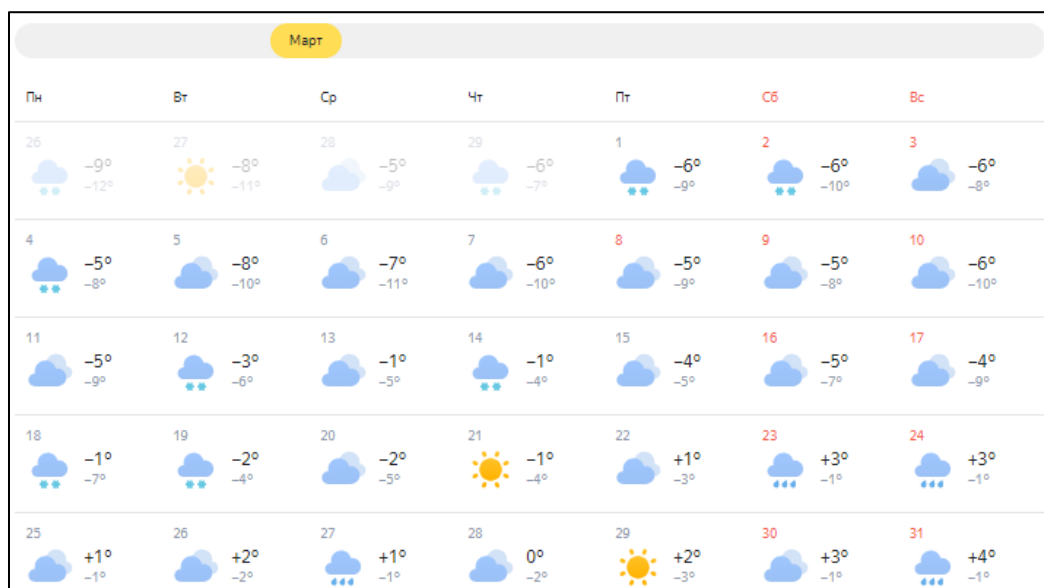 Март
Пн Вт Ср Чт Пт Сб Вс
26 27 28 29 1 2 3
–9° –8° –5° –6° –6° –6° –6°
–12° –11° –9° –7° –9° –10° –8°
4 5 6 7 8 9 10
–5° –8° –7° –6° –5° –5° –6°
–8° –10° –11° –10° –9° –8° –10°
11 12 13 14 15 16 17
–5° –3° –1° –1° –4° –5° –4°
–9° –6° –5° –4° –5° –7° –9°
18 19 20 21 22 23 24
–1° –2° –2° –1° +1° +3° +3°
–7° –4° –5° –4° –3° –1° –1°
25 26 27 28 29 30 31
+1° +2° +1° 0° +2° +3° +4°
–1° –2° –1° –2° –3° –1° –1°